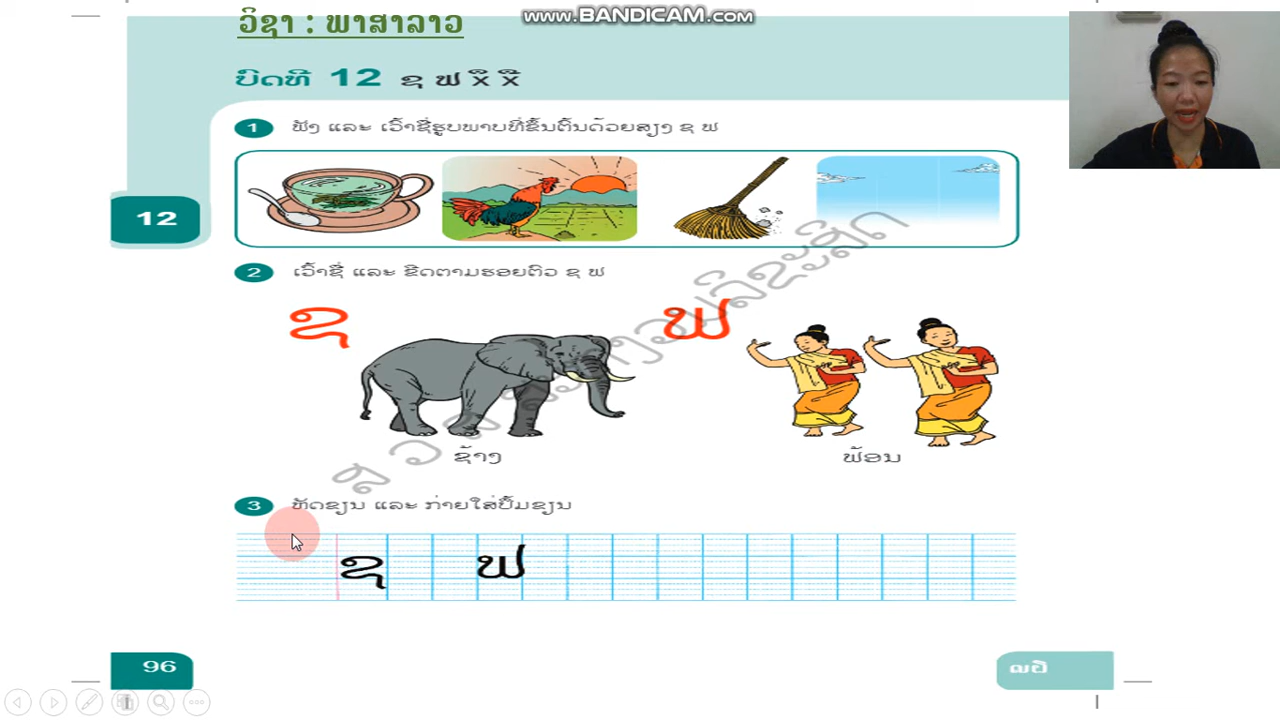 www.BANDICAM.com
ວິຊາ : ພາສາລາວ
ບົດທີ 12 ຊ ຟ x ິ x ີ
1 ຟັງ ແລະ ເວົ້າຊື່ຮູບພາບທີ່ຂຶ້ນຕົ້ນດ້ວຍສຽງ ຊ ຟ
12
2 ເວົ້າຊື່ ແລະ ຂີດຕາມຮອຍຕົວ ຊ ຟ
ຊ ຟ
ຊ້າງ ຟ້ອນ
3 ຫັດຂຽນ ແລະ ກ່າຍໃສ່ປຶ້ມຂຽນ
ຊ ຟ
96